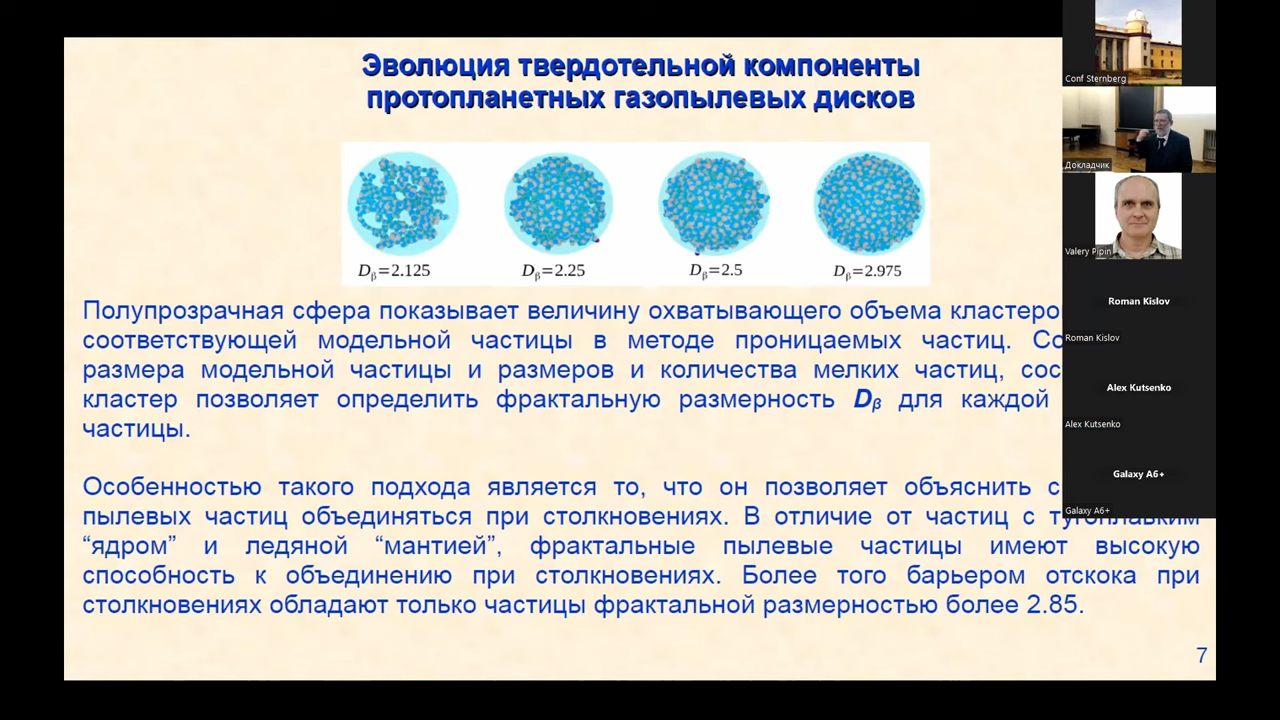 Эволюция твердотельной компоненты
протопланетных газопылевых дисков
Dβ=2.125
Dβ=2.25
Dβ=2.5
Dβ=2.975
Полупрозрачная сфера показывает величину охватывающего объема
соответствующей модельной частицы в методе проницаемых частиц.
размера модельной частицы и размеров и количества мелких частиц,
кластер позволяет определить фрактальную размерность Dβ для каждой
частицы.
Особенностью такого подхода является то, что он позволяет объяснить
пылевых частиц объединяться при столкновениях. В отличие от частиц с тугоплавким
“ядром” и ледяной “мантией”, фрактальные пылевые частицы имеют высокую
способность к объединению при столкновениях. Более того барьером отскока при
столкновениях обладают только частицы фрактальной размерностью более 2.85.
7
Conf Sternberg
Докладчик
Valery Pipin
Roman Kislov
Roman Kislov
Alex Kutsenko
Alex Kutsenko
Galaxy A6+
Galaxy A6+